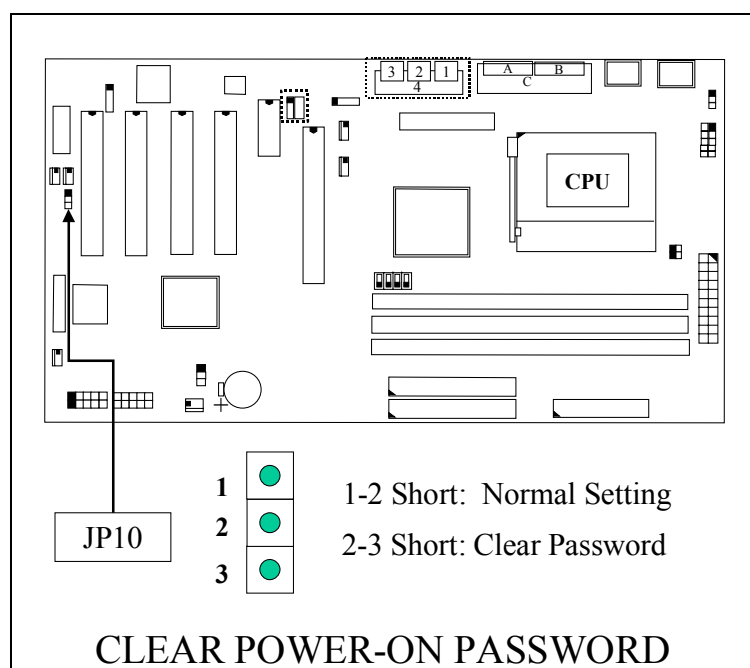 3 2 1
4
A B
C
CPU
+
1
2
3
1-2 Short: Normal Setting
2-3 Short: Clear Password
JP10
CLEAR POWER-ON PASSWORD